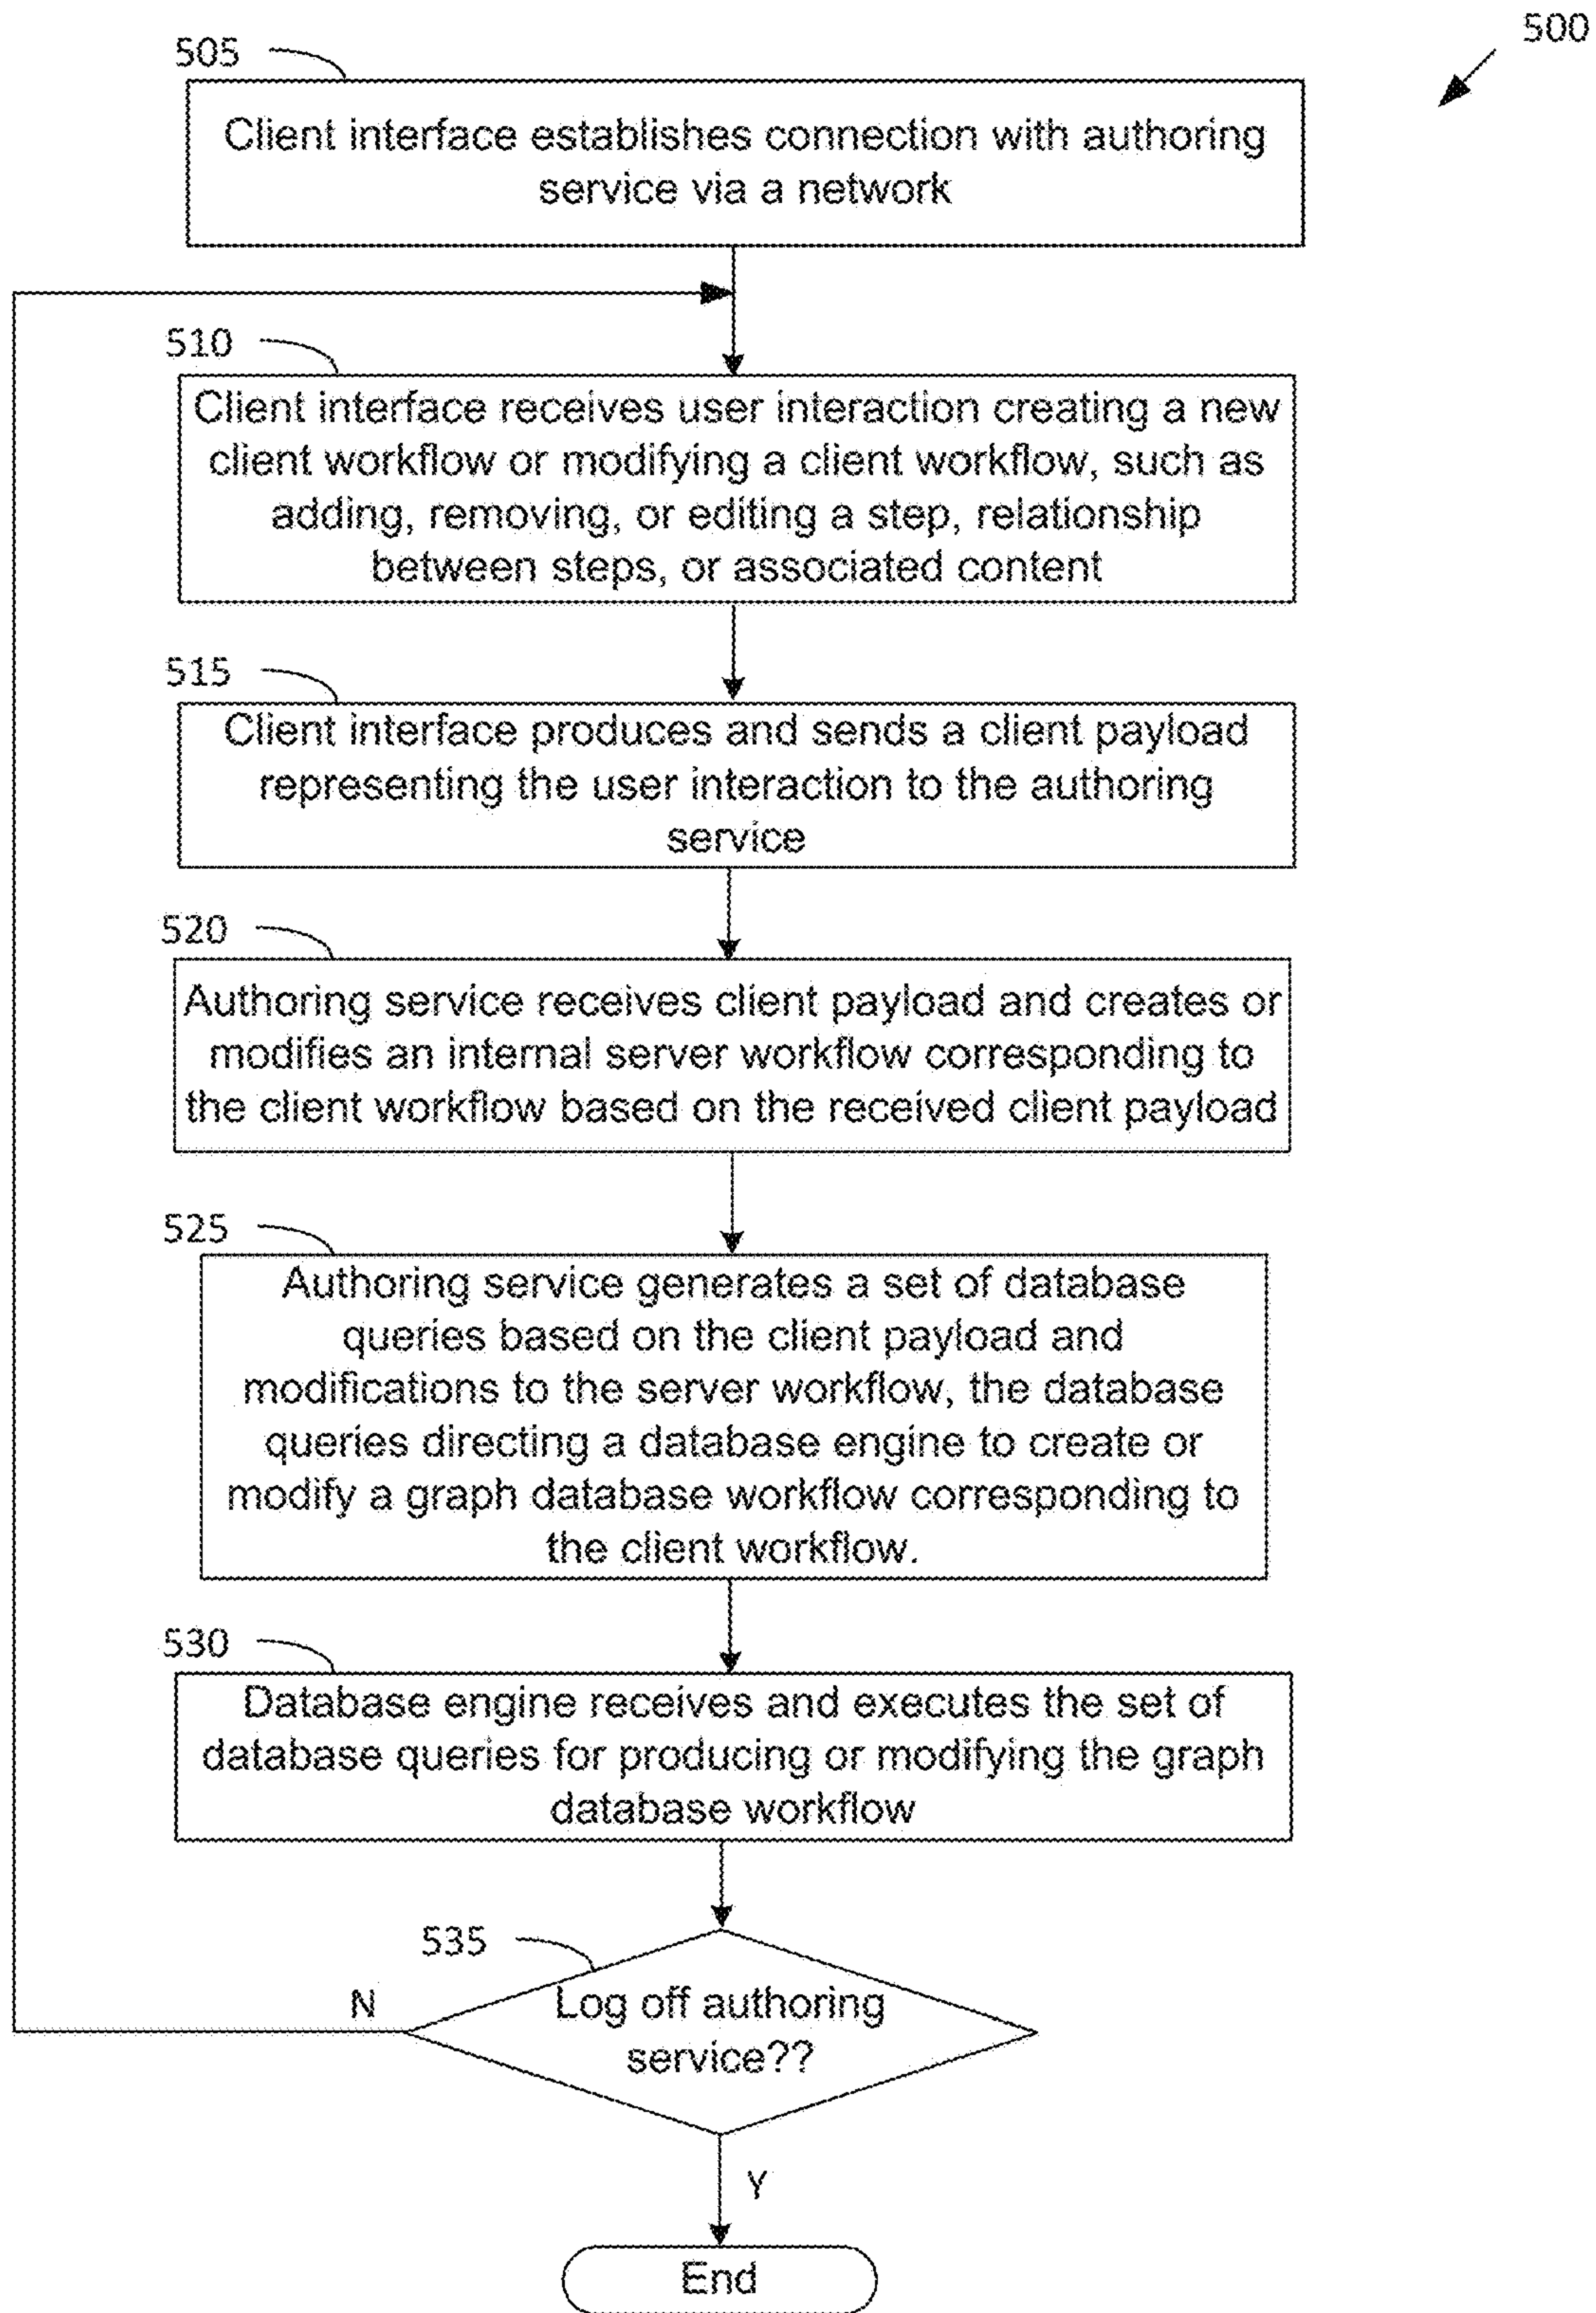 500
505
Client interface establishes connection with authoring
service via a network
510
Client interface receives user interaction creating a new
client workflow or modifying a client workflow, such as
adding, removing, or editing a step, relationship
between steps, or associated content
515
Client interface produces and sends a client payload
representing the user interaction to the authoring
service
520
Authoring service receives client payload and creates or
modifies an internal server workflow corresponding to
the client workflow based on the received client payload
525
Authoring service generates a set of database
queries based on the client payload and
modifications to the server workflow, the database
queries directing a database engine to create or
modify a graph database workflow corresponding to
the client workflow.
530
Database engine receives and executes the set of
database queries for producing or modifying the graph
database workflow
535
N
Log off authoring
service??
Y
End